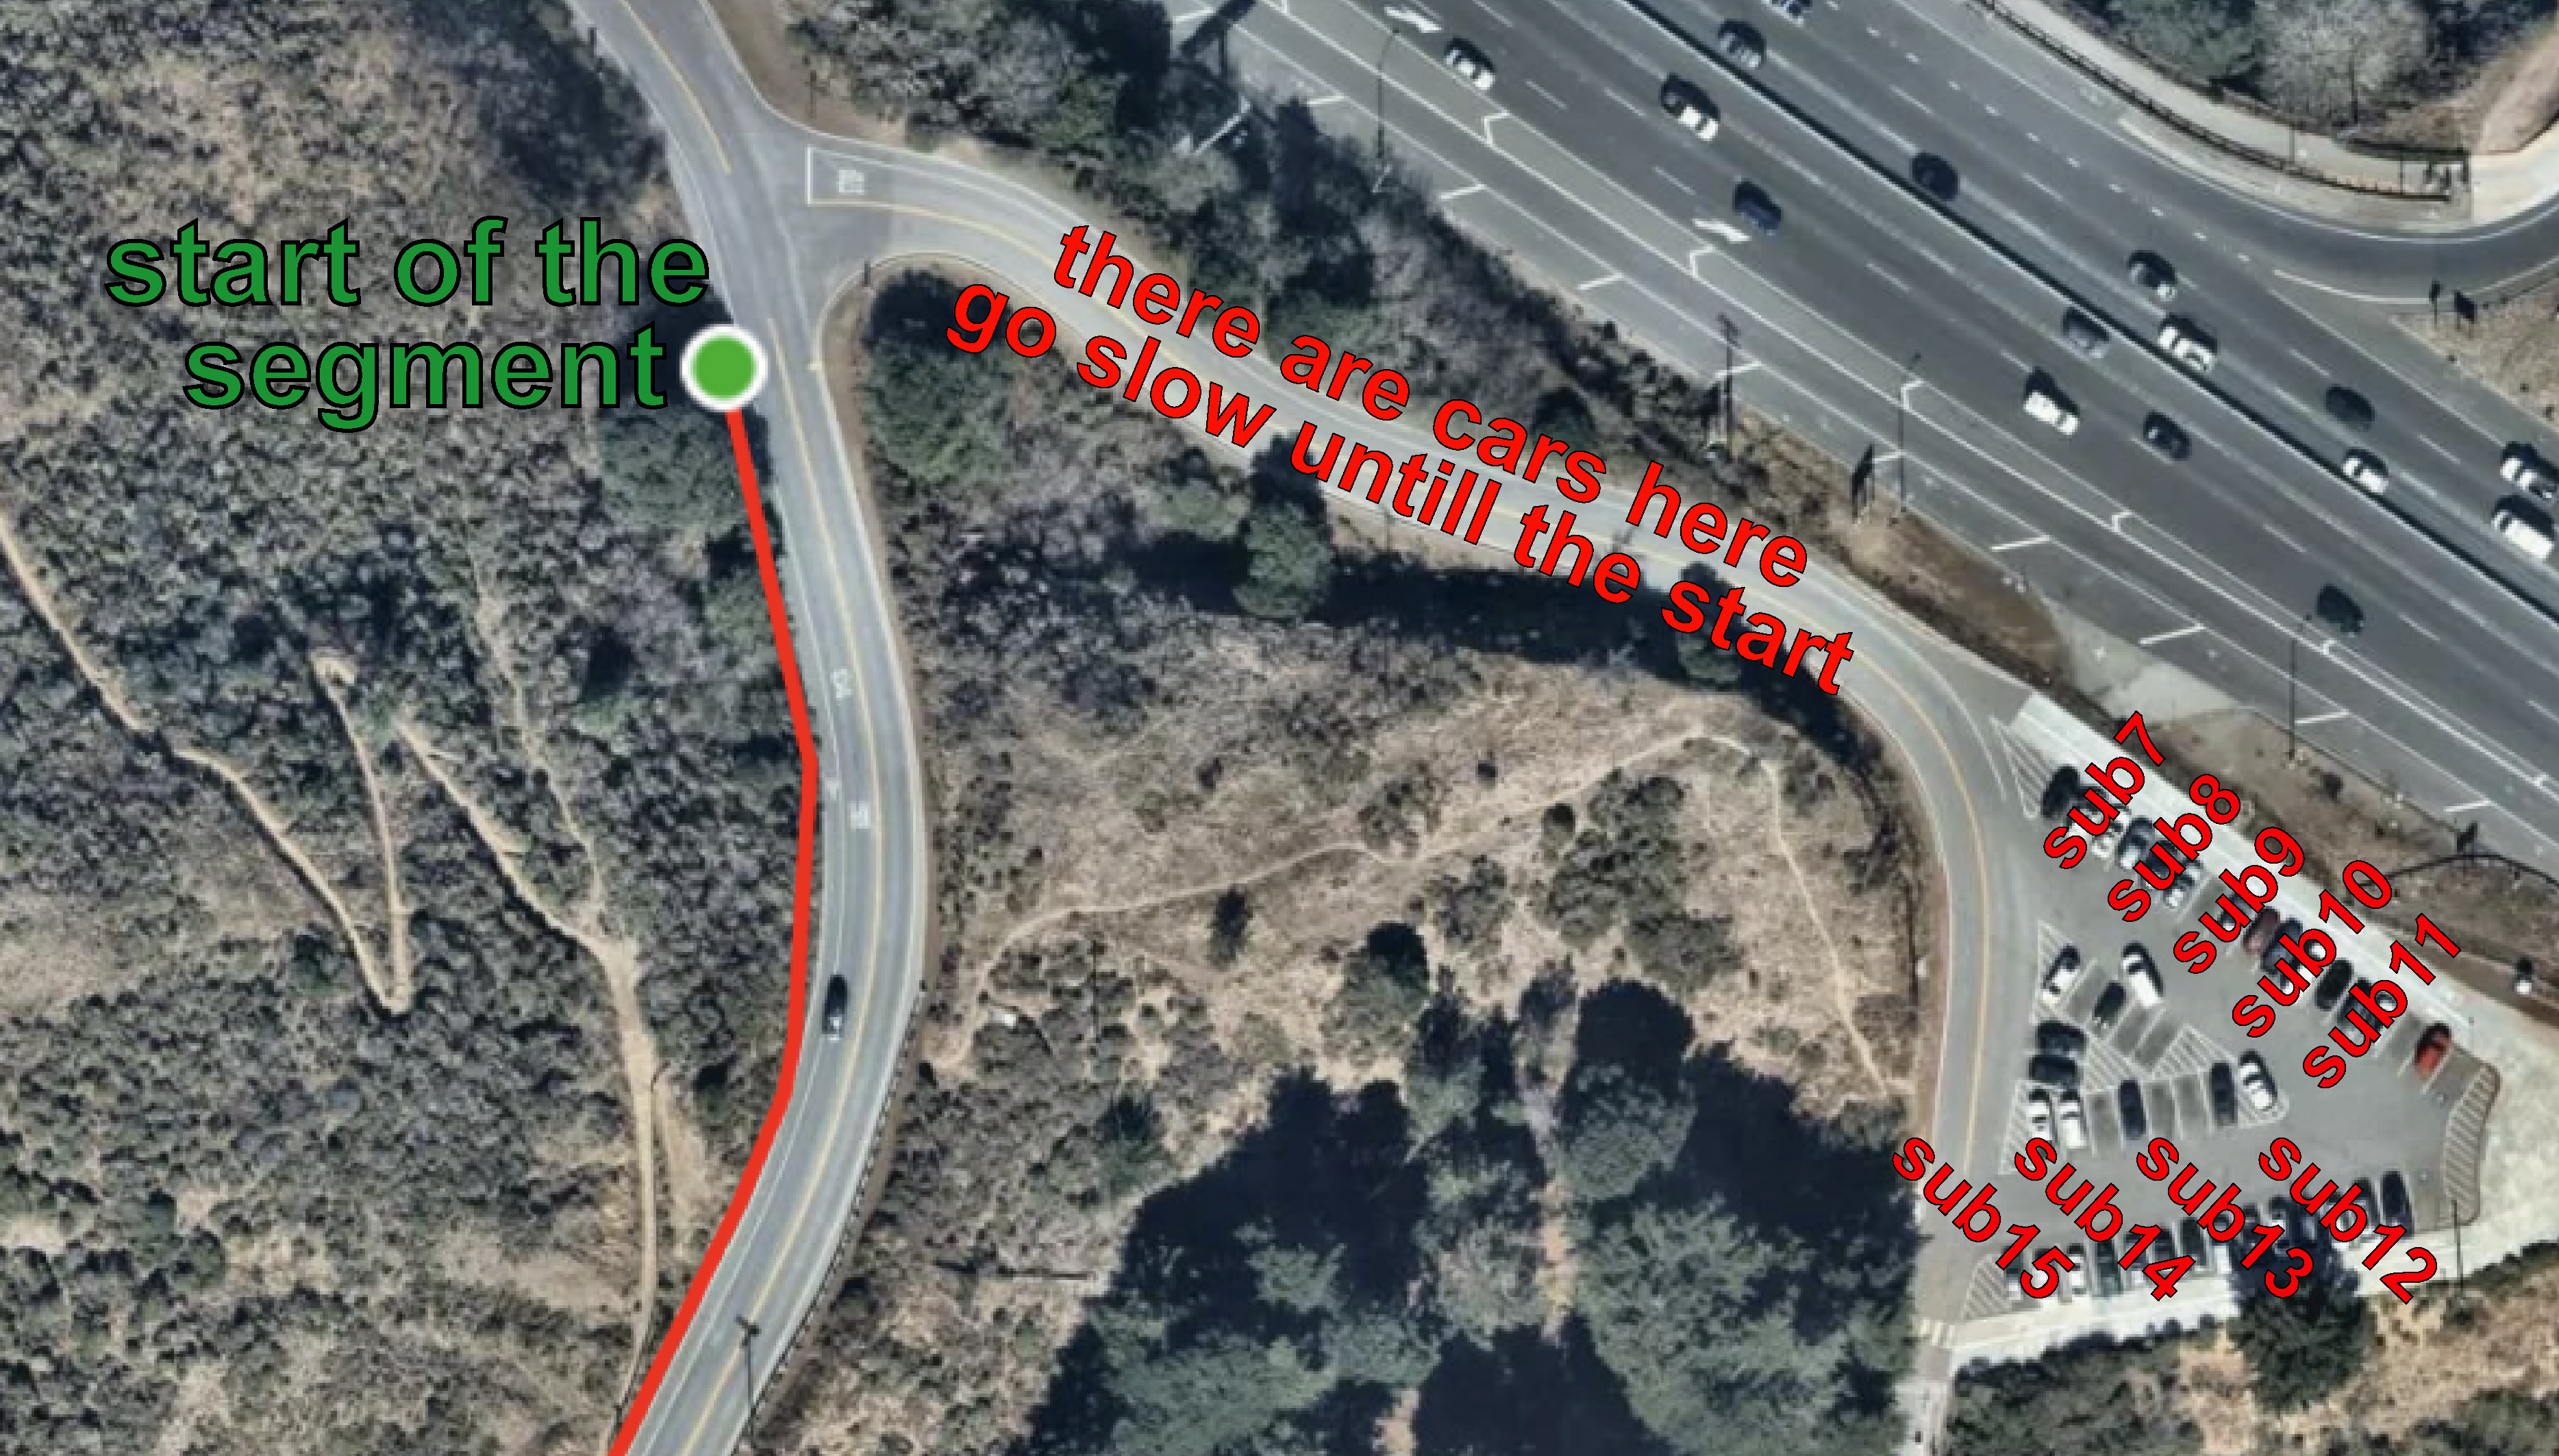 start of the
segment
there are cars here
go slow untill the start
sub7
sub8
sub9
sub10
sub11
sub15
sub14
sub13
sub12